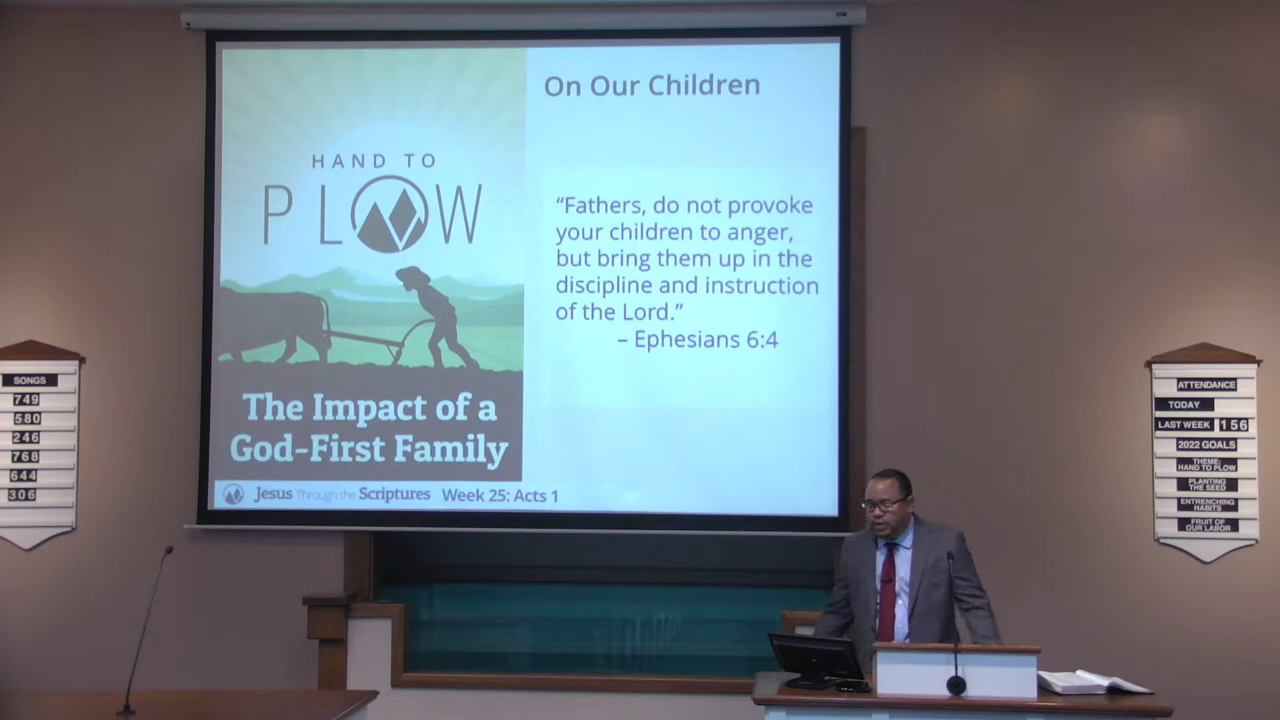 HAND TO
PLOW
The Impact of a
God-First Family
Jesus Through the Scriptures Week 25: Acts 1
On Our Children
“Fathers, do not provoke
your children to anger,
but bring them up in the
discipline and instruction
of the Lord.”
– Ephesians 6:4
SONGS
749
580
246
768
644
306
ATTENDANCE
TODAY
LAST WEEK 156
2022 GOALS
THEME:
HAND TO PLOW
PLANTING
THE SEED
ENTRENCHING
HABITS
FRUIT OF
OUR LABOR